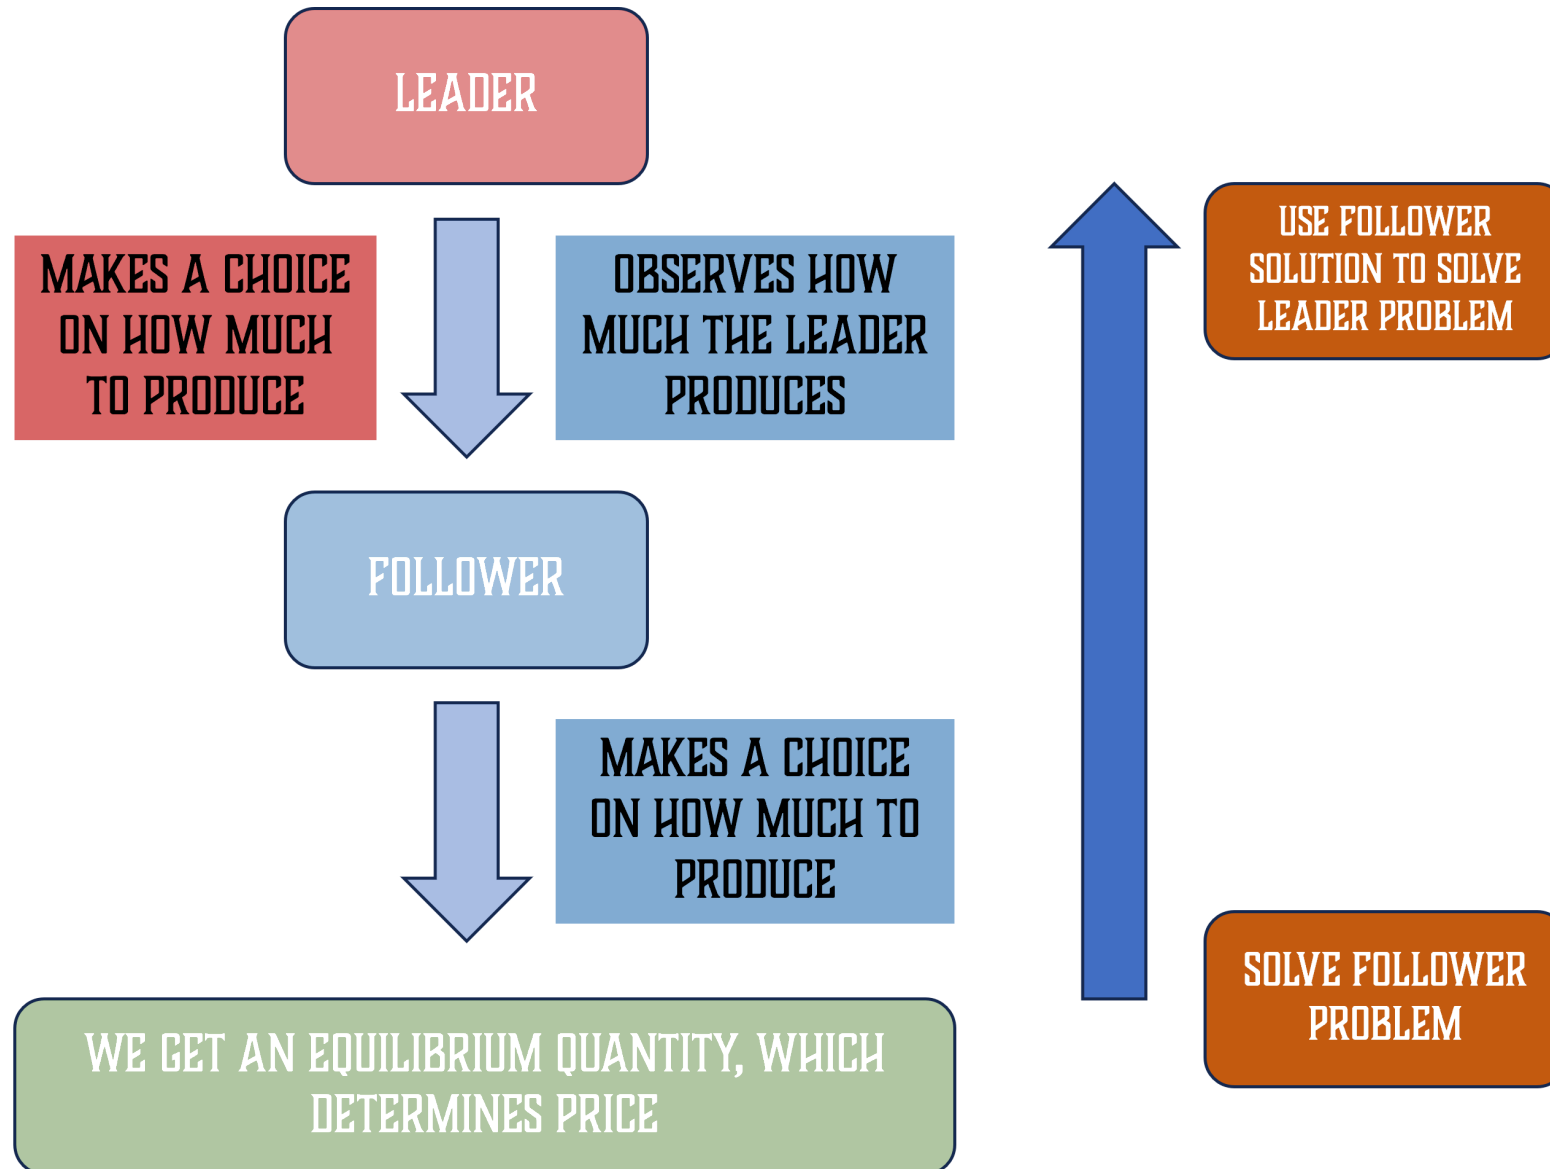 LEADER
MAKES A CHOICE
ON HOW MUCH
TO PRODUCE
OBSERVES HOW
MUCH THE LEADER
PRODUCES
USE FOLLOWER
SOLUTION TO SOLVE
LEADER PROBLEM
FOLLOWER
MAKES A CHOICE
ON HOW MUCH TO
PRODUCE
SOLVE FOLLOWER
PROBLEM
WE GET AN EQUILIBRIUM QUANTITY, WHICH
DETERMINES PRICE